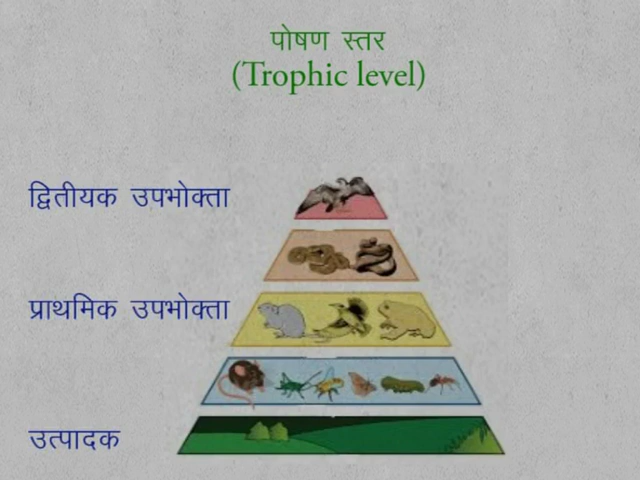 पोषण स्तर
(Trophic level)
द्वितीयक उपभोक्ता
प्राथमिक उपभोक्ता
उत्पादक